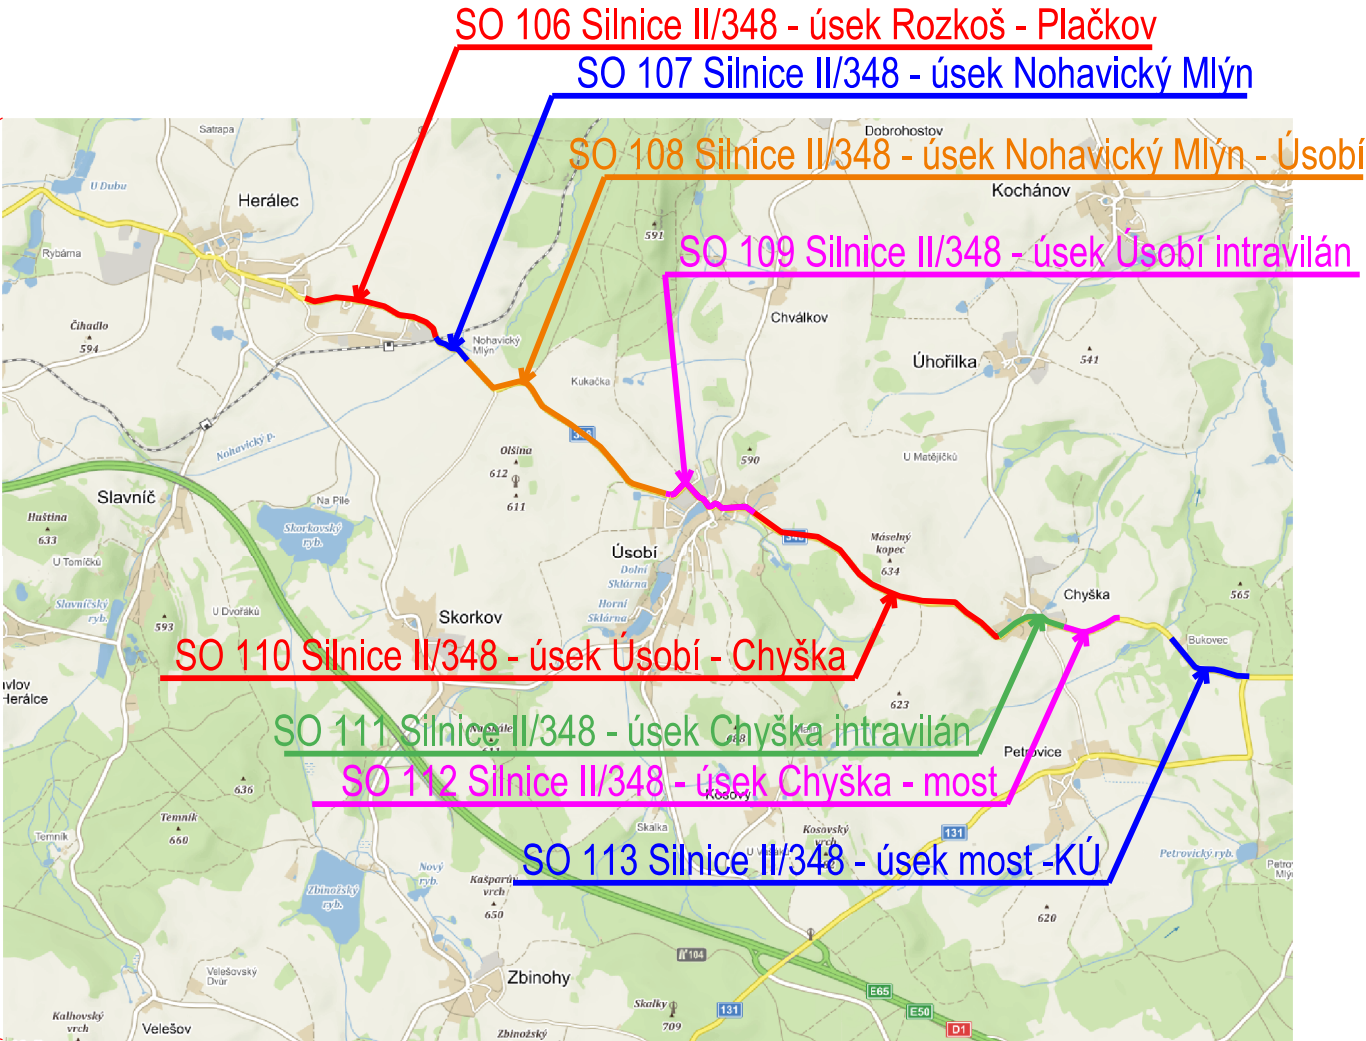 SO 106 Silnice II/348 - úsek Rozkoš - Plačkov
SO 107 Silnice II/348 - úsek Nohavický Mlýn
Satrapa
Dobrohostov
SO 108 Silnice II/348 - úsek Nohavický Mlýn - Úsobí
U Dubu
Herálec
Kochánov
591
SO 109 Silnice II/348 - úsek Úsobí intravilán
Rybárna
Čihadlo
594
Chválkov
Nohavický
Mlýn
Úhořilka
541
Kukačka
Nohavický p.
Olšina
612
611
590
U Matějíčků
Slavníč
Na Pile
Huština
633
Skorkovský
ryb.
348
Úsobí
Máselný
kopec
634
U Tomíčků
Dolní
Sklárna
Slavníčský
ryb.
593
U Dvořáků
Skorkov
Horní
Sklárna
Chyška
565
Bukovec
SO 110 Silnice II/348 - úsek Úsobí - Chyška
avlov
Herálce
623
SO 111 Silnice II/348 - úsek Chyška intravilán
Petrovice
SO 112 Silnice II/348 - úsek Chyška - most
636
Kosový
Temník
660
Temník
Skalka
Kosovský
vrch
131
SO 113 Silnice II/348 - úsek most -KÚ
Petrovický ryb.
Zbinožský
ryb.
Nový
ryb.
Kašparův
vrch
650
620
104
Velešovský
Dvůr
Zbinohy
E65
Skalky
709
131
E50
D1
Kalhovský
vrch
Velešov
Zbinožský